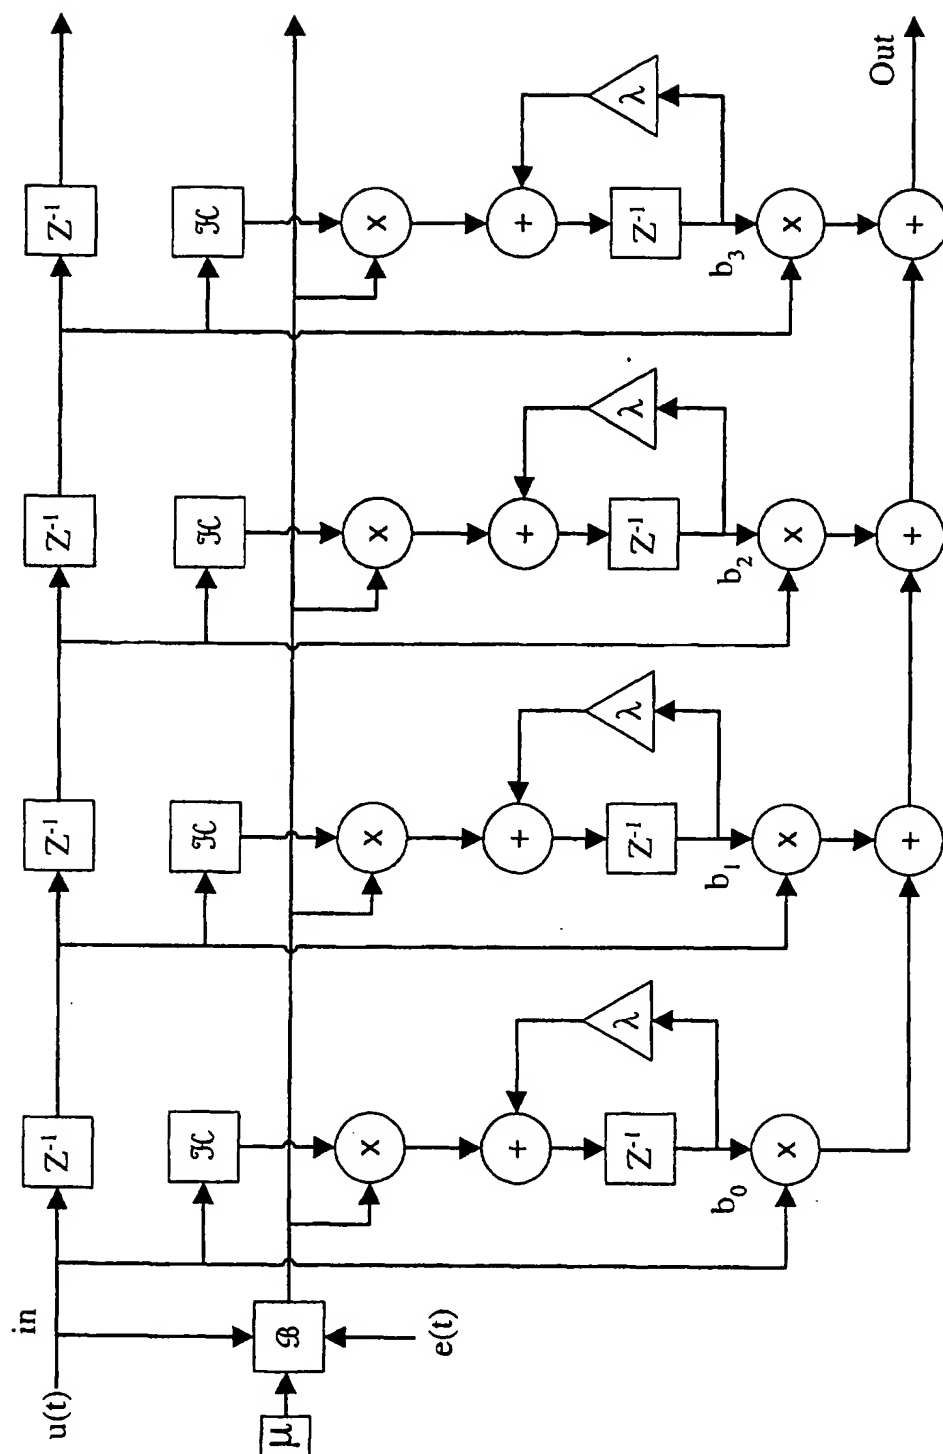 in
u(t)
Z⁻¹
Z⁻¹
Z⁻¹
Z⁻¹
ℋ
ℋ
ℋ
ℋ
μ
ℬ
e(t)
x
x
x
x
+
λ
+
λ
+
λ
+
λ
Z⁻¹
Z⁻¹
Z⁻¹
Z⁻¹
b₀
x
b₁
x
b₂
x
b₃
x
+
+
+
Out